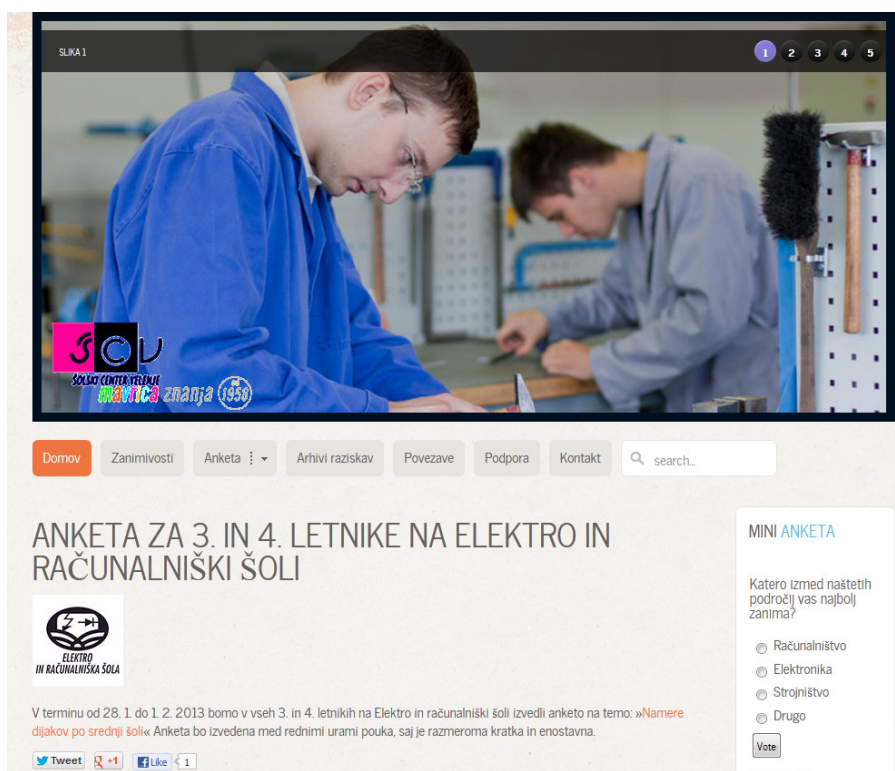 SLIKA 1
1 2 3 4 5
ŠCV
ŠOLSKI CENTER VELENJE
mavrica znanja 1958
Domov Zanimivosti Anketa Arhivi raziskav Povezave Podpora Kontakt search...
ANKETA ZA 3. IN 4. LETNIKE NA ELEKTRO IN
RAČUNALNIŠKI ŠOLI
ELEKTRO
IN RAČUNALNIŠKA ŠOLA
V terminu od 28. 1. do 1. 2. 2013 bomo v vseh 3. in 4. letnikih na Elektro in računalniški šoli izvedli anketo na temo: »Namere
dijakov po srednji šoli« Anketa bo izvedena med rednimi urami pouka, saj je razmeroma kratka in enostavna.
Tweet +1 Like 1
MINI ANKETA
Katero izmed naštetih
področij vas najbolj
zanima?
Računalništvo
Elektronika
Strojništvo
Drugo
Vote